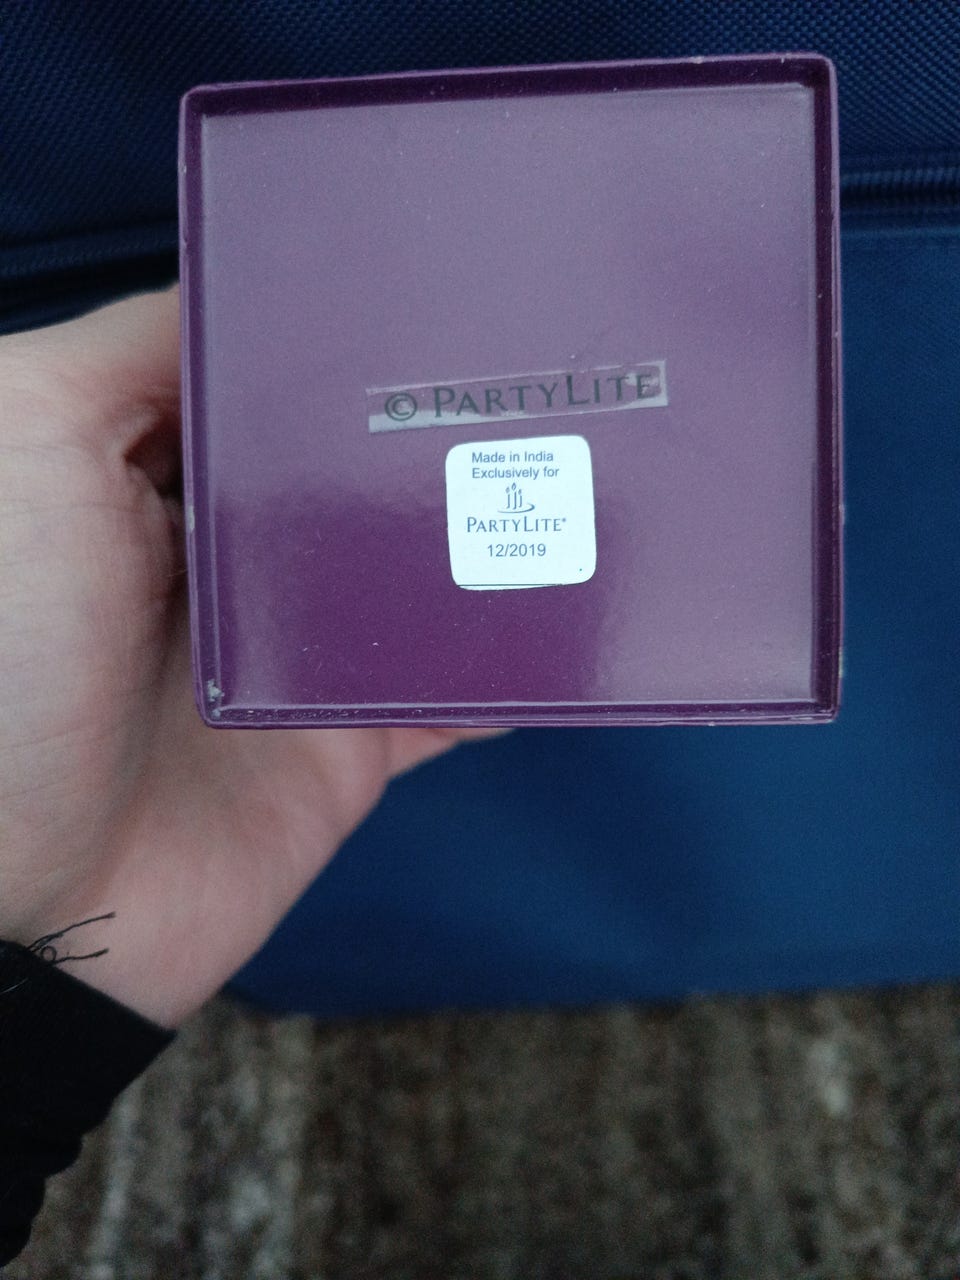 © PARTYLITE
Made in India
Exclusively for
PARTYLITE®
12/2019